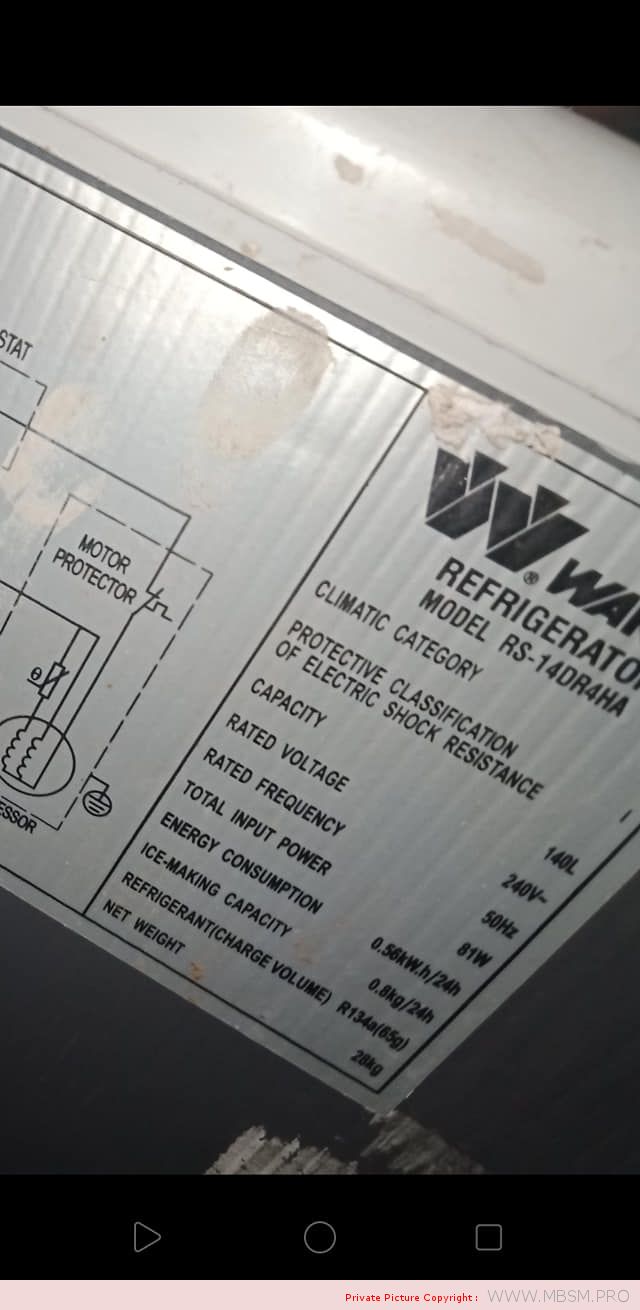 STAT
MOTOR
PROTECTOR
θ
ESSOR
W
®
WA
REFRIGERATO
MODEL RS-14DR4HA
CLIMATIC CATEGORY
PROTECTIVE CLASSIFICATION
OF ELECTRIC SHOCK RESISTANCE I
CAPACITY 140L
RATED VOLTAGE 240V~
RATED FREQUENCY 50Hz
TOTAL INPUT POWER 81W
ENERGY CONSUMPTION 0.56kW.h/24h
ICE-MAKING CAPACITY 0.8kg/24h
REFRIGERANT(CHARGE VOLUME) R134a(65g)
NET WEIGHT 28kg
Private Picture Copyright : WWW.MBSM.PRO